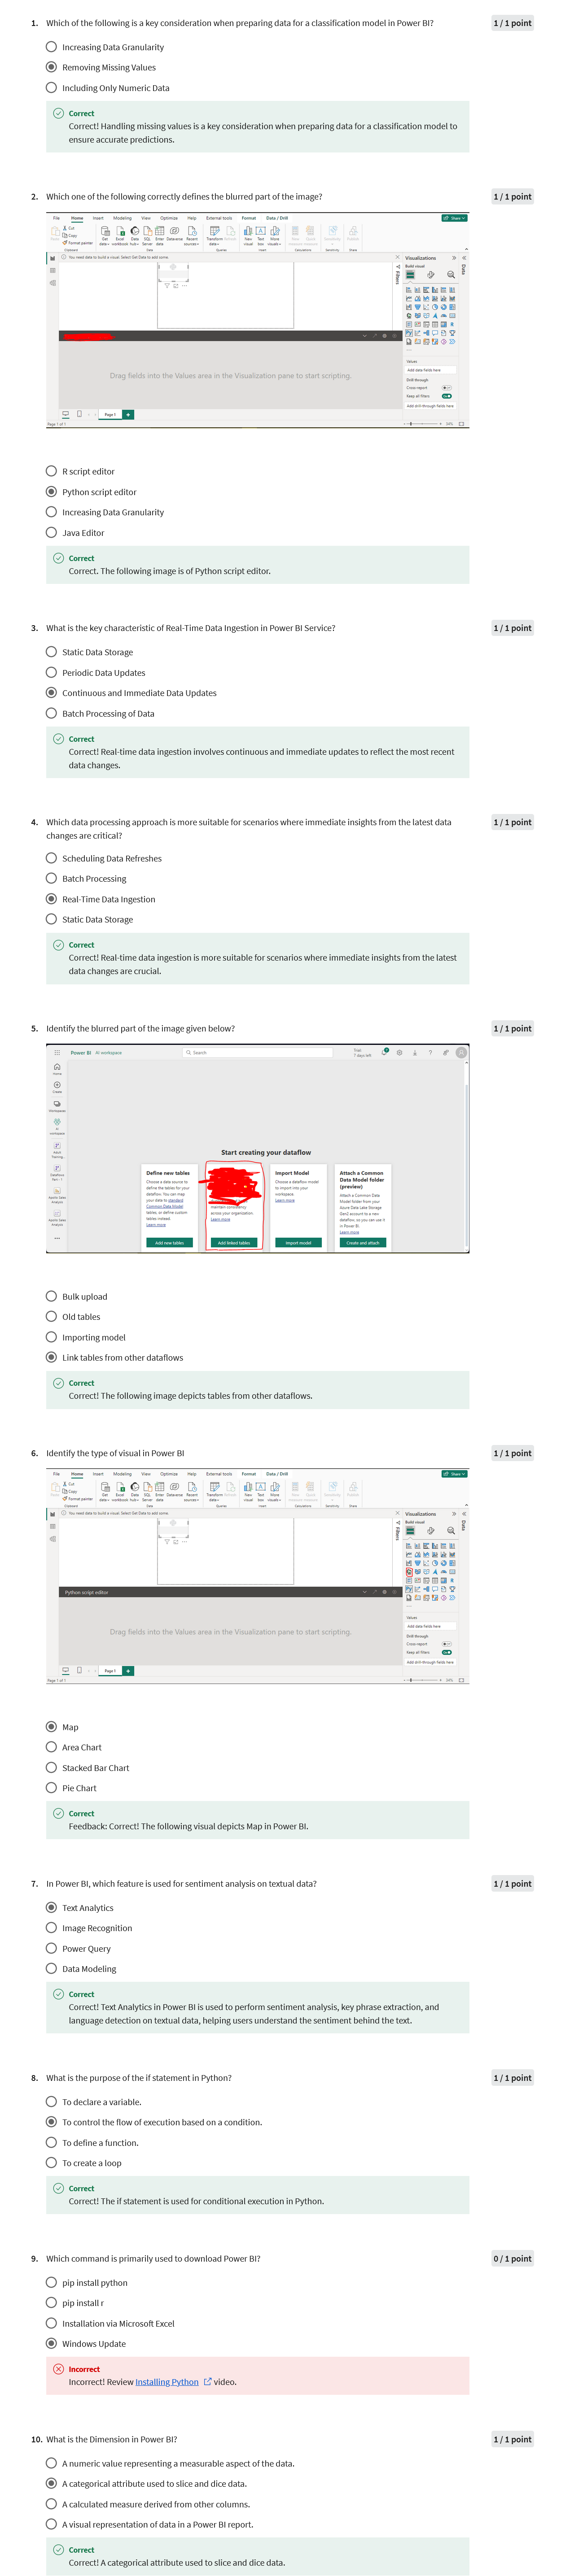 1. Which of the following is a key consideration when preparing data for a classification model in Power BI?
1 / 1 point
Increasing Data Granularity
Removing Missing Values
Including Only Numeric Data
Correct
Correct! Handling missing values is a key consideration when preparing data for a classification model to
ensure accurate predictions.
2. Which one of the following correctly defines the blurred part of the image?
1 / 1 point
File Home Insert Modeling View Optimize Help External tools Format Data / Drill
Share
You need data to build a visual. Select Get Data to add some.
Visualizations
Build visual
Filters
Data
Values
Add data fields here
Drill through
Cross report
Keep all filters
Add drill-through fields here
Drag fields into the Values area in the Visualization pane to start scripting.
Page 1
Page 1 of 1
R script editor
Python script editor
Increasing Data Granularity
Java Editor
Correct
Correct. The following image is of Python script editor.
3. What is the key characteristic of Real-Time Data Ingestion in Power BI Service?
1 / 1 point
Static Data Storage
Periodic Data Updates
Continuous and Immediate Data Updates
Batch Processing of Data
Correct
Correct! Real-time data ingestion involves continuous and immediate updates to reflect the most recent
data changes.
4. Which data processing approach is more suitable for scenarios where immediate insights from the latest data
changes are critical?
1 / 1 point
Scheduling Data Refreshes
Batch Processing
Real-Time Data Ingestion
Static Data Storage
Correct
Correct! Real-time data ingestion is more suitable for scenarios where immediate insights from the latest
data changes are crucial.
5. Identify the blurred part of the image given below?
1 / 1 point
Power BI AI workspace
Search
Trial:
7 days left
Home
Create
Workspaces
Start creating your dataflow
Define new tables
Choose a data source to
define the tables for your
dataflow. You can map
your data to standard
Common Data Model
tables, or define custom
tables instead.
Learn more
Add new tables
maintain consistency
across your organization.
Learn more
Add linked tables
Import Model
Choose a dataflow model
to import into your
workspace.
Learn more
Import model
Attach a Common
Data Model folder
(preview)
Attach a Common Data
Model folder from your
Azure Data Lake Storage
Gen2 account to a new
dataflow, so you can use it
in Power BI.
Learn more
Create and attach
Bulk upload
Old tables
Importing model
Link tables from other dataflows
Correct
Correct! The following image depicts tables from other dataflows.
6. Identify the type of visual in Power BI
1 / 1 point
File Home Insert Modeling View Optimize Help External tools Format Data / Drill
Share
You need data to build a visual. Select Get Data to add some.
Visualizations
Build visual
Filters
Data
Python script editor
Values
Add data fields here
Drill through
Cross report
Keep all filters
Add drill-through fields here
Drag fields into the Values area in the Visualization pane to start scripting.
Page 1
Page 1 of 1
Map
Area Chart
Stacked Bar Chart
Pie Chart
Correct
Feedback: Correct! The following visual depicts Map in Power BI.
7. In Power BI, which feature is used for sentiment analysis on textual data?
1 / 1 point
Text Analytics
Image Recognition
Power Query
Data Modeling
Correct
Correct! Text Analytics in Power BI is used to perform sentiment analysis, key phrase extraction, and
language detection on textual data, helping users understand the sentiment behind the text.
8. What is the purpose of the if statement in Python?
1 / 1 point
To declare a variable.
To control the flow of execution based on a condition.
To define a function.
To create a loop
Correct
Correct! The if statement is used for conditional execution in Python.
9. Which command is primarily used to download Power BI?
0 / 1 point
pip install python
pip install r
Installation via Microsoft Excel
Windows Update
Incorrect
Incorrect! Review Installing Python video.
10. What is the Dimension in Power BI?
1 / 1 point
A numeric value representing a measurable aspect of the data.
A categorical attribute used to slice and dice data.
A calculated measure derived from other columns.
A visual representation of data in a Power BI report.
Correct
Correct! A categorical attribute used to slice and dice data.